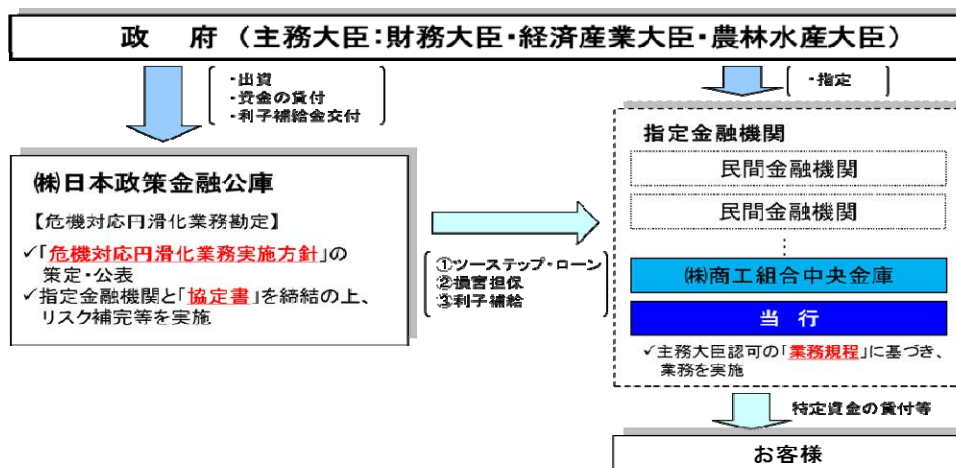 政 府 （主務大臣：財務大臣・経済産業大臣・農林水産大臣）
・出資
・資金の貸付
・利子補給金交付
・指定
㈱日本政策金融公庫
【危機対応円滑化業務勘定】
✓「危機対応円滑化業務実施方針」の
策定・公表
✓指定金融機関と「協定書」を締結の上、
リスク補完等を実施
①ツーステップ・ローン
②損害担保
③利子補給
指定金融機関
民間金融機関
民間金融機関
⋮
㈱商工組合中央金庫
当 行
✓主務大臣認可の「業務規程」に基づき、
業務を実施
特定資金の貸付等
お客様